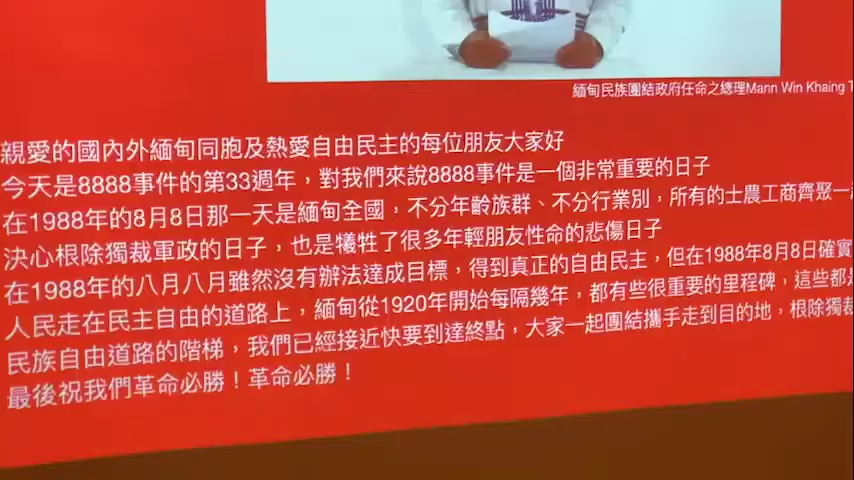 緬甸民族團結政府任命之總理Mann Win Khaing T
親愛的國內外緬甸同胞及熱愛自由民主的每位朋友大家好
今天是8888事件的第33週年，對我們來說8888事件是一個非常重要的日子
在1988年的8月8日那一天是緬甸全國，不分年齡族群、不分行業別，所有的士農工商齊聚一
決心根除獨裁軍政的日子，也是犧牲了很多年輕朋友性命的悲傷日子
在1988年的八月八月雖然沒有辦法達成目標，得到真正的自由民主，但在1988年8月8日確實
人民走在民主自由的道路上，緬甸從1920年開始每隔幾年，都有些很重要的里程碑，這些都是
民族自由道路的階梯，我們已經接近快要到達終點，大家一起團結攜手走到目的地，根除獨裁
最後祝我們革命必勝！革命必勝！